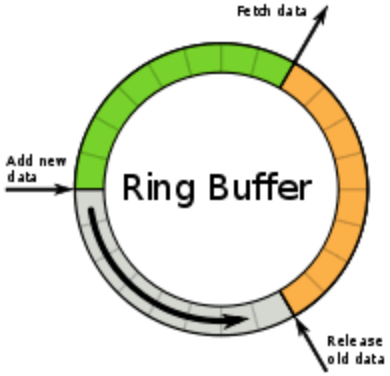 Fetch data
Add new
data
Ring Buffer
Release
old data